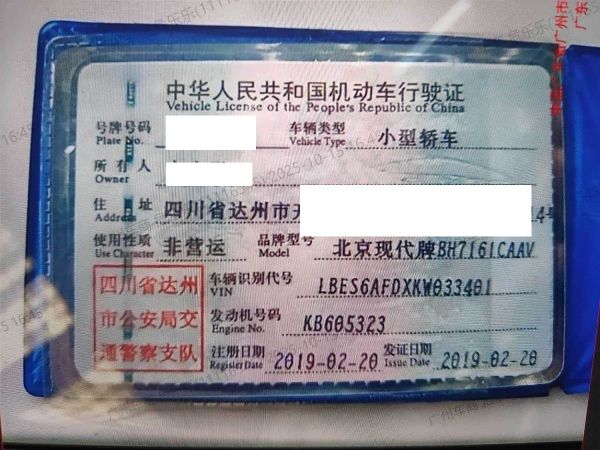 中华人民共和国机动车行驶证
Vehicle License of the People's Republic of China
号牌号码 车辆类型 小型轿车
Plate No. Vehicle Type
所有人
Owner
住址 四川省达州市
Address
使用性质 非营运 品牌型号 北京现代牌BH7161CAAV
Use Character Model
四川省达州
市公安局交
通警察支队
车辆识别代号 LBES6AFDXKW033401
VIN
发动机号码 KB605323
Engine No.
注册日期 2019-02-20 发证日期 2019-02-20
Register Date Issue Date